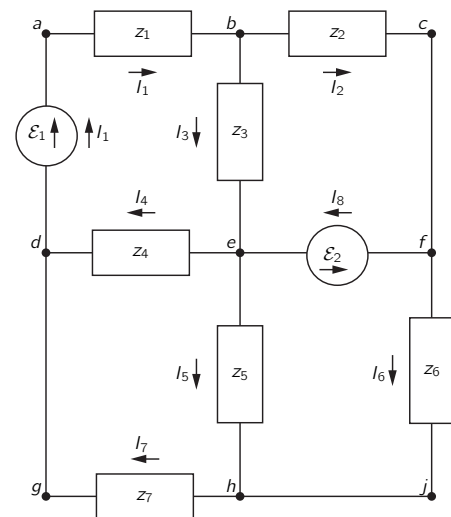 a z₁ b z₂ c
I₁ I₂
ℰ₁ I₁ I₃ z₃
I₄ I₈
d z₄ e ℰ₂ f
I₅ z₅ I₆ z₆
I₇
g z₇ h j